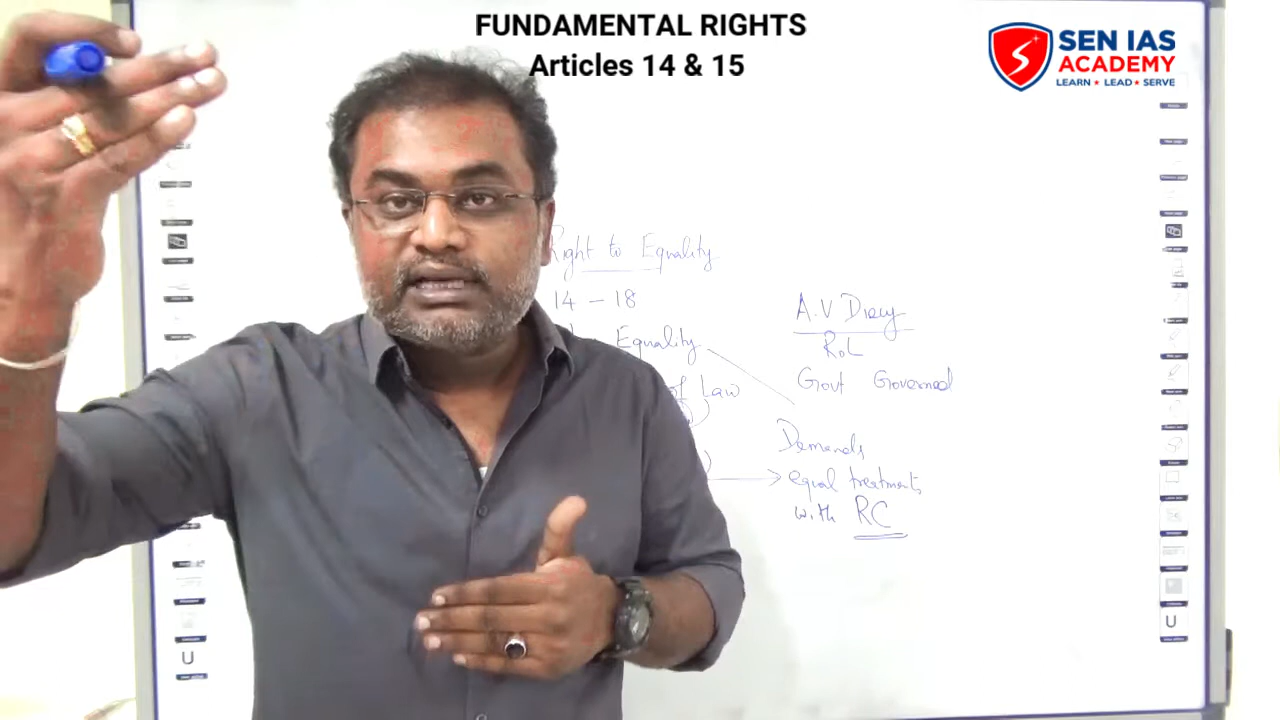 FUNDAMENTAL RIGHTS
Articles 14 & 15
SEN IAS
ACADEMY
LEARN ★ LEAD ★ SERVE
Right to Equality
14 – 18
Equality
of Law
A.V Dicey
RoL
Govt Governed
Demands
equal treatments
with RC
U
U